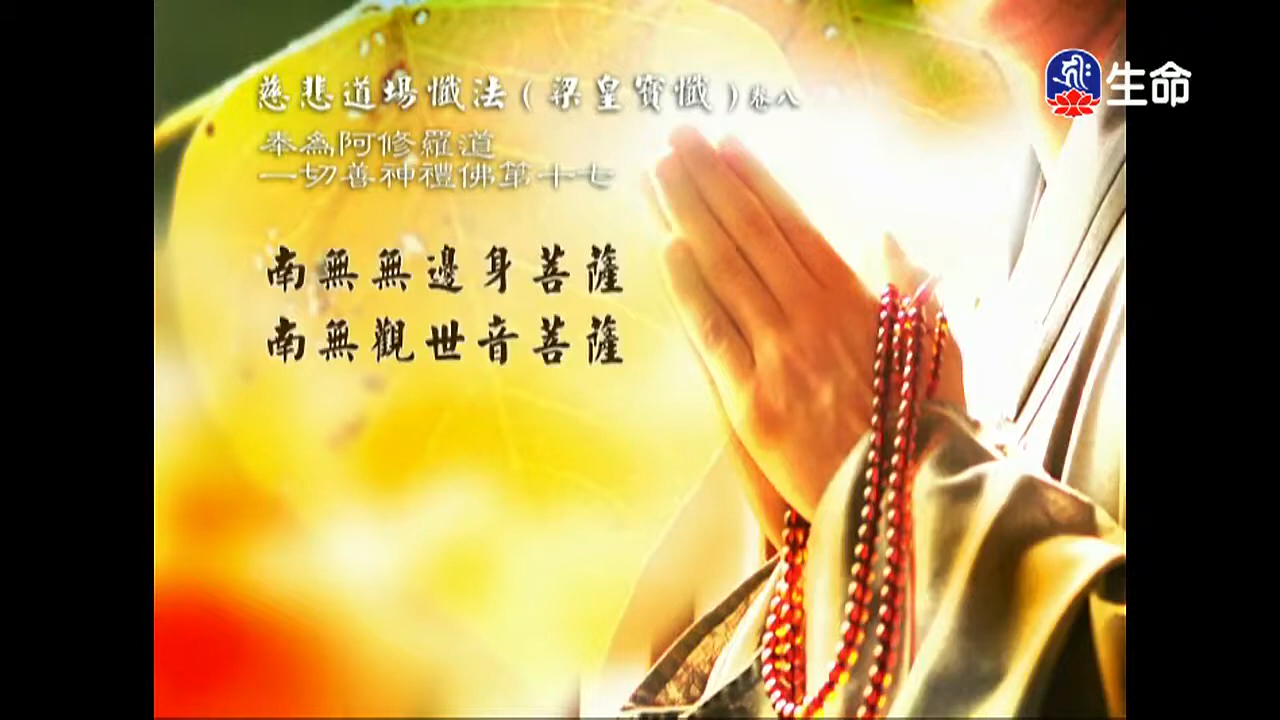 慈悲道場懺法(梁皇寶懺)卷八
奉為阿修羅道
一切善神禮佛第十七
南無無邊身菩薩
南無觀世音菩薩
生命